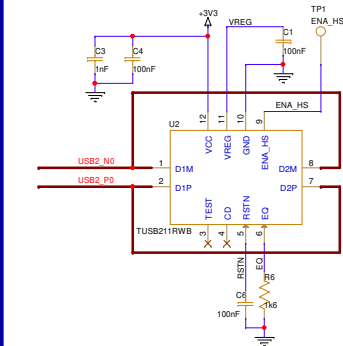 TP1
+3V3
VREG
ENA_HS
C3
C4
C1
1nF
100nF
100nF
ENA_HS
U2
12
11
10
9
VCC
VREG
GND
ENA_HS
USB2_N0
1
D1M
D2M
8
USB2_P0
2
D1P
D2P
7
TEST
CD
RSTN
EQ
TUSB211RWB
3
4
5
6
RSTN
EQ
C6
R6
100nF
1k6